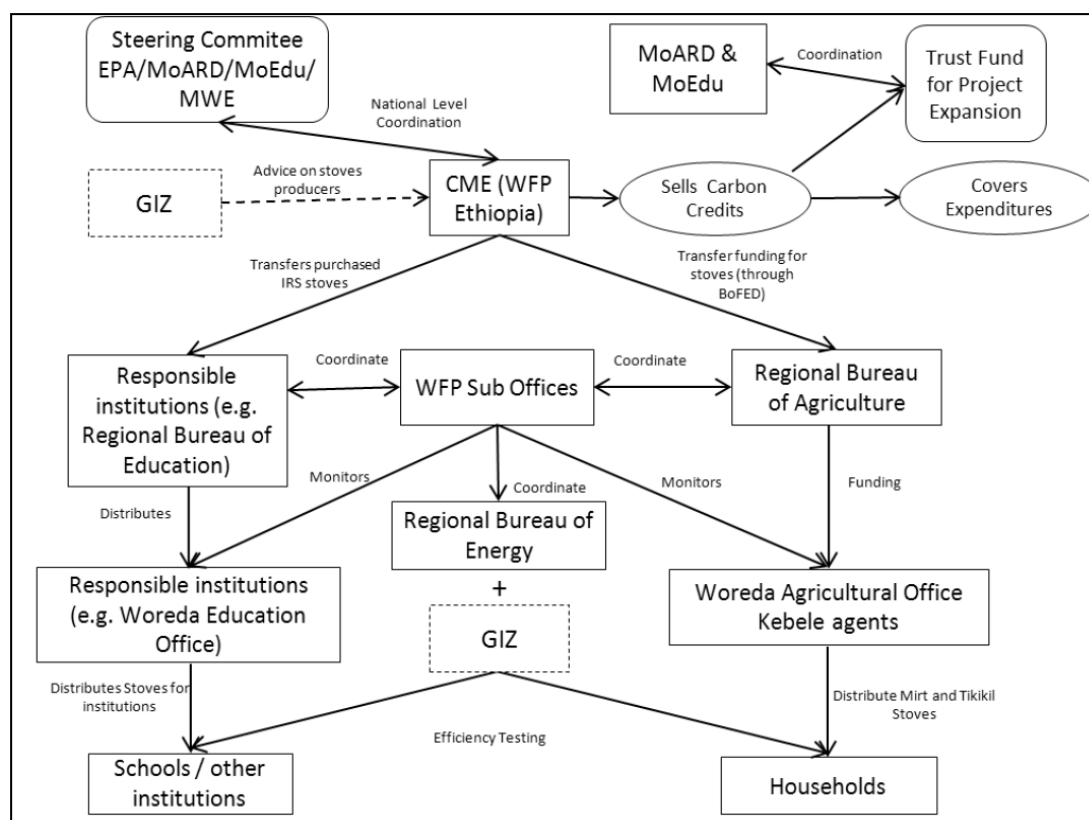 Steering Commitee
EPA/MoARD/MoEdu/
MWE
MoARD &
MoEdu
Coordination
Trust Fund
for Project
Expansion
National Level
Coordination
GIZ
Advice on stoves
producers
CME (WFP
Ethiopia)
Sells Carbon
Credits
Covers
Expenditures
Transfers purchased
IRS stoves
Transfer funding for
stoves (through
BoFED)
Responsible
institutions (e.g.
Regional Bureau of
Education)
Coordinate
WFP Sub Offices
Coordinate
Regional Bureau
of Agriculture
Distributes
Monitors
Coordinate
Monitors
Funding
Regional Bureau of
Energy
+
GIZ
Responsible institutions
(e.g. Woreda Education
Office)
Woreda Agricultural Office
Kebele agents
Distributes Stoves for
institutions
Efficiency Testing
Distribute Mirt and Tikikil
Stoves
Schools / other
institutions
Households